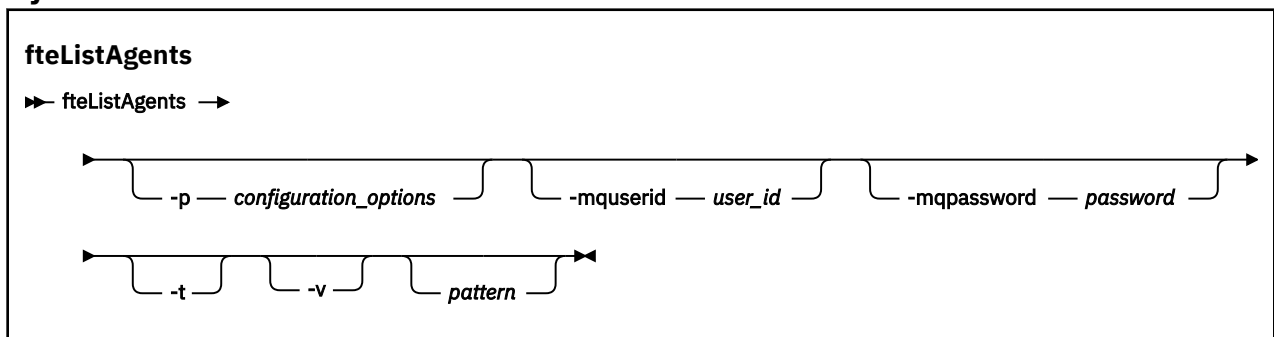 fteListAgents
fteListAgents
-p configuration_options -mquserid user_id -mqpassword password
-t -v pattern